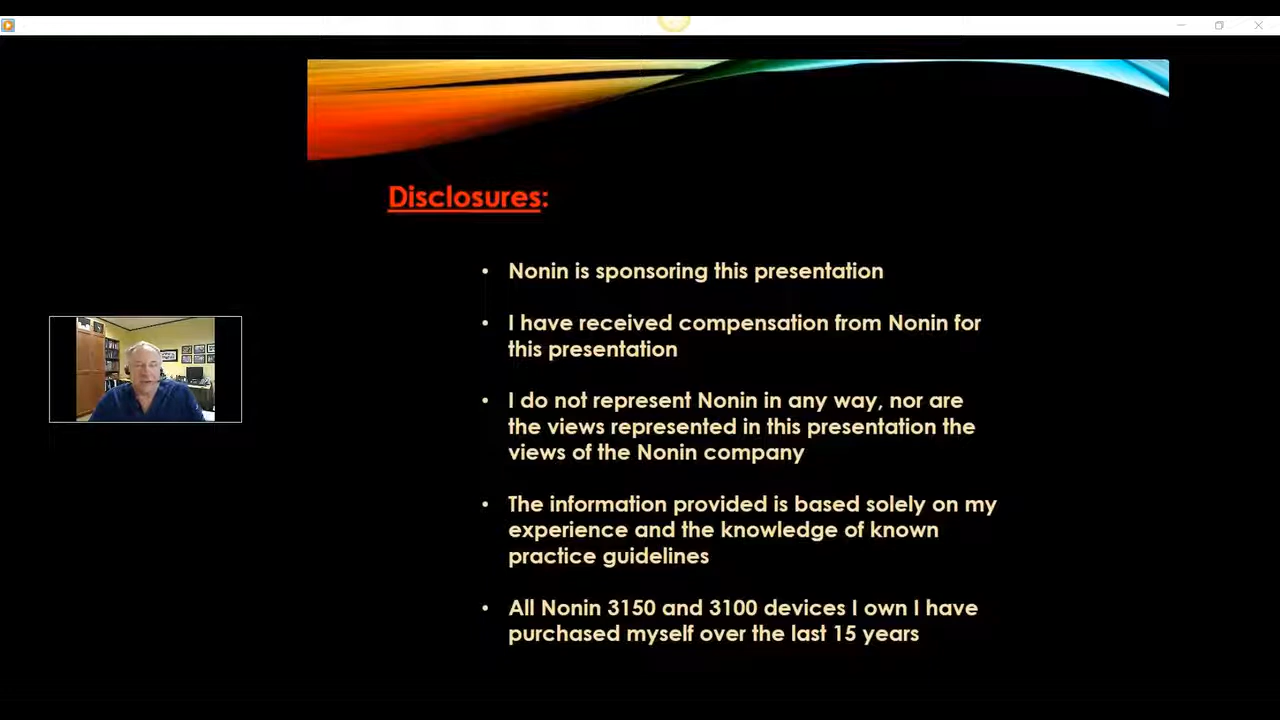 Disclosures:
• Nonin is sponsoring this presentation
• I have received compensation from Nonin for
this presentation
• I do not represent Nonin in any way, nor are
the views represented in this presentation the
views of the Nonin company
• The information provided is based solely on my
experience and the knowledge of known
practice guidelines
• All Nonin 3150 and 3100 devices I own I have
purchased myself over the last 15 years